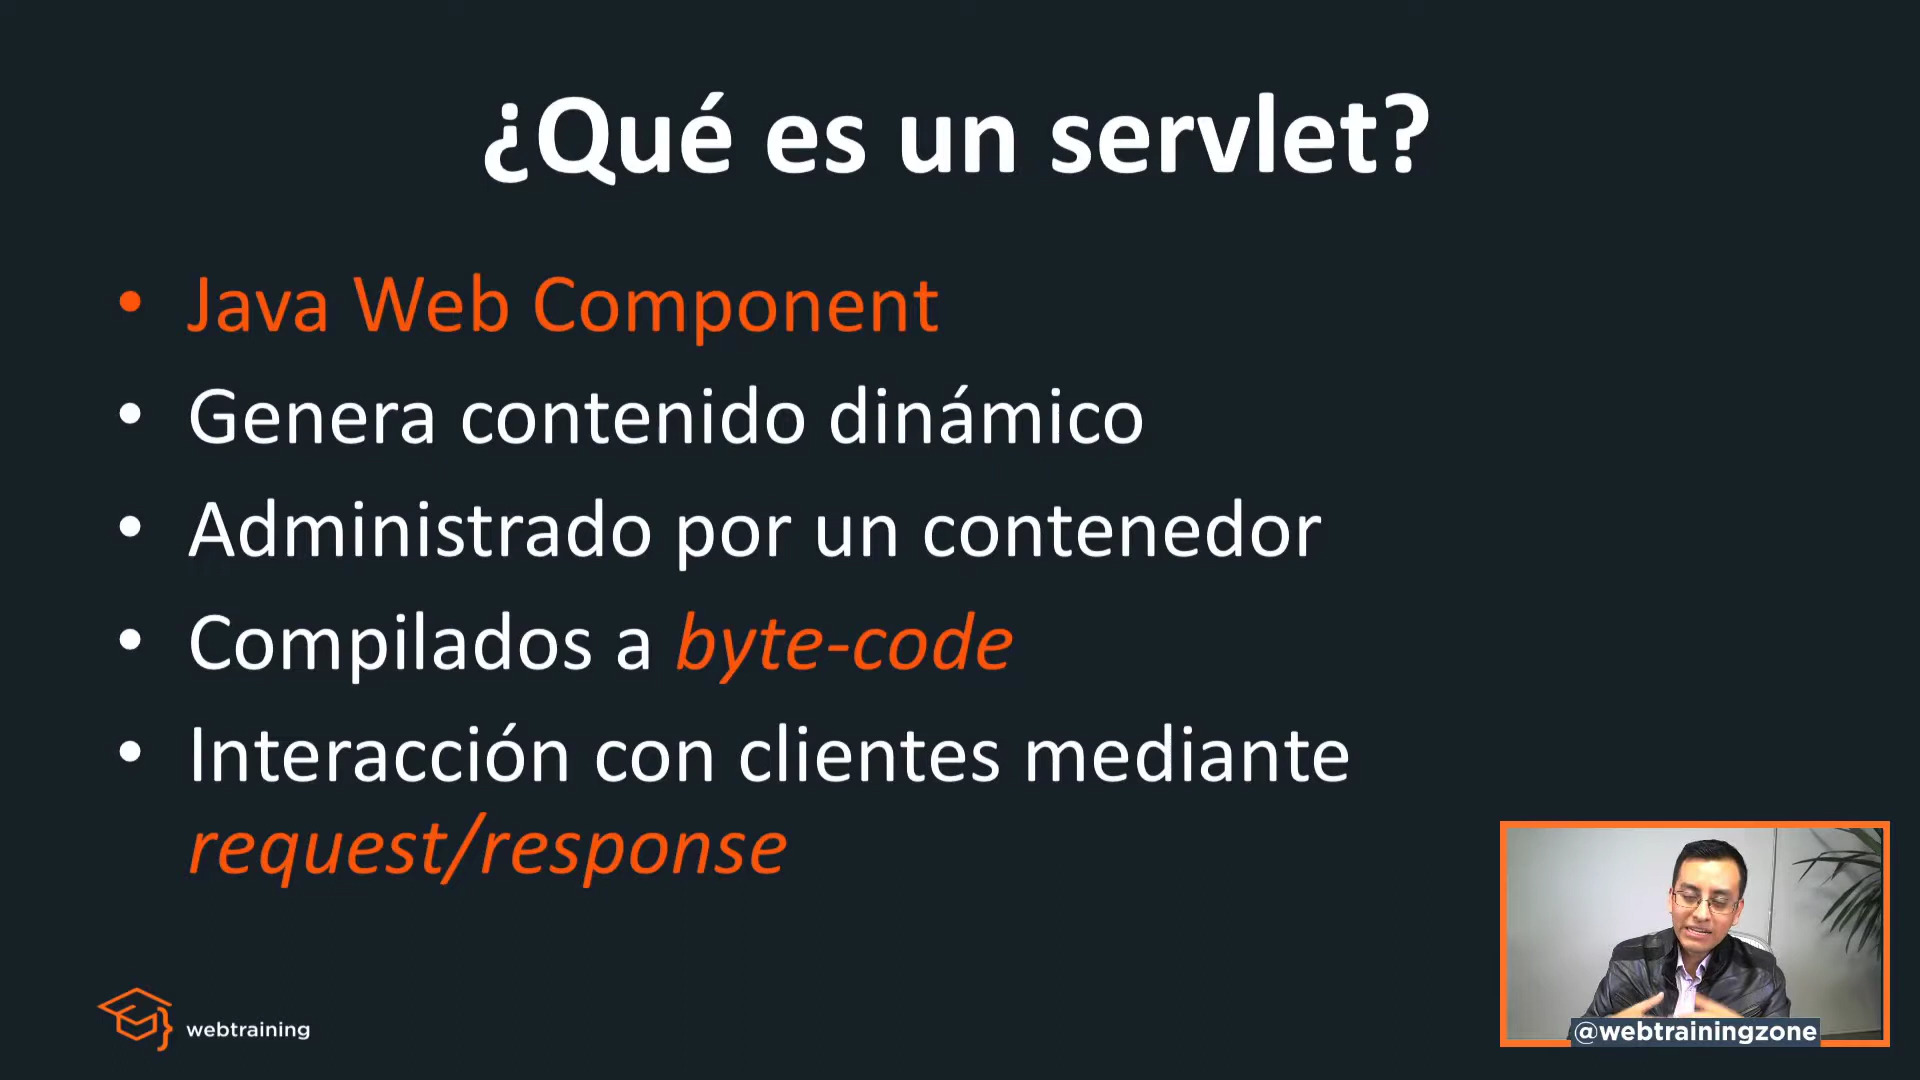 ¿Qué es un servlet?
• Java Web Component
• Genera contenido dinámico
• Administrado por un contenedor
• Compilados a byte-code
• Interacción con clientes mediante
request/response
webtraining
@webtrainingzone